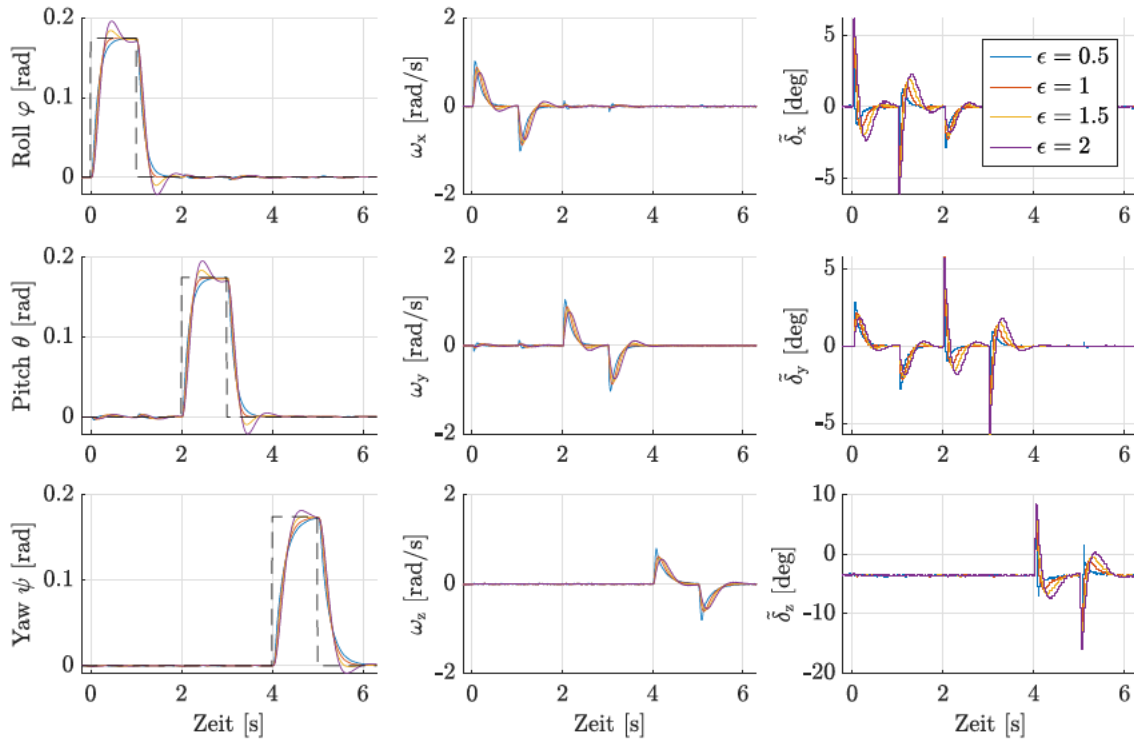 0.2
0.1
0
Roll φ [rad]
0 2 4 6
2
0
-2
ω_x [rad/s]
0 2 4 6
5
0
-5
δ̃_x [deg]
0 2 4 6
ϵ = 0.5
ϵ = 1
ϵ = 1.5
ϵ = 2
0.2
0.1
0
Pitch θ [rad]
0 2 4 6
2
0
-2
ω_y [rad/s]
0 2 4 6
5
0
-5
δ̃_y [deg]
0 2 4 6
0.2
0.1
0
Yaw ψ [rad]
0 2 4 6
Zeit [s]
2
0
-2
ω_z [rad/s]
0 2 4 6
Zeit [s]
10
0
-10
-20
δ̃_z [deg]
0 2 4 6
Zeit [s]